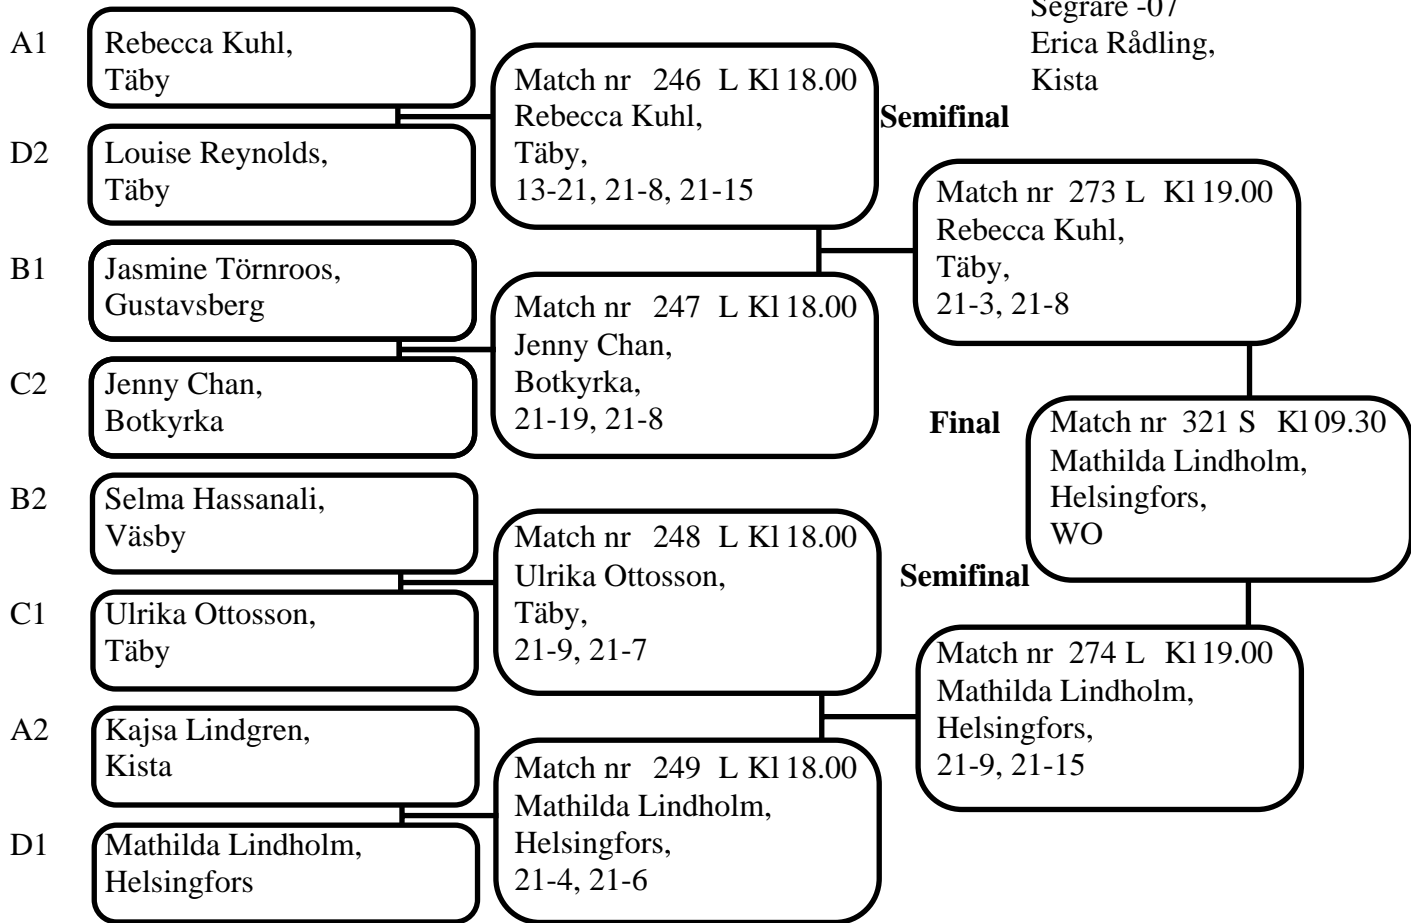 Segrare -07
Erica Rådling,
Kista
A1
Rebecca Kuhl,
Täby
D2
Louise Reynolds,
Täby
B1
Jasmine Törnroos,
Gustavsberg
C2
Jenny Chan,
Botkyrka
B2
Selma Hassanali,
Väsby
C1
Ulrika Ottosson,
Täby
A2
Kajsa Lindgren,
Kista
D1
Mathilda Lindholm,
Helsingfors
Match nr 246 L Kl 18.00
Rebecca Kuhl,
Täby,
13-21, 21-8, 21-15
Match nr 247 L Kl 18.00
Jenny Chan,
Botkyrka,
21-19, 21-8
Match nr 248 L Kl 18.00
Ulrika Ottosson,
Täby,
21-9, 21-7
Match nr 249 L Kl 18.00
Mathilda Lindholm,
Helsingfors,
21-4, 21-6
Semifinal
Match nr 273 L Kl 19.00
Rebecca Kuhl,
Täby,
21-3, 21-8
Semifinal
Match nr 274 L Kl 19.00
Mathilda Lindholm,
Helsingfors,
21-9, 21-15
Final
Match nr 321 S Kl 09.30
Mathilda Lindholm,
Helsingfors,
WO